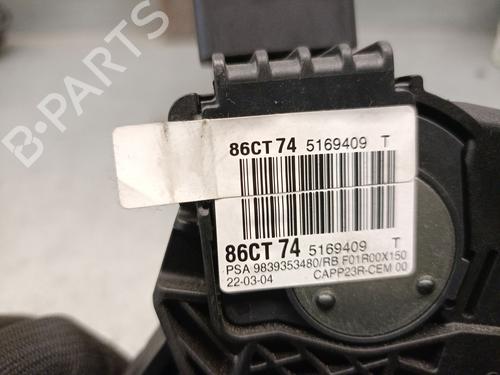 B-PARTS
86CT 74 5169409 T
86CT 74 5169409 T
PSA 9839353480/RB F01R00X150
22-03-04 CAPP23R-CEM 00